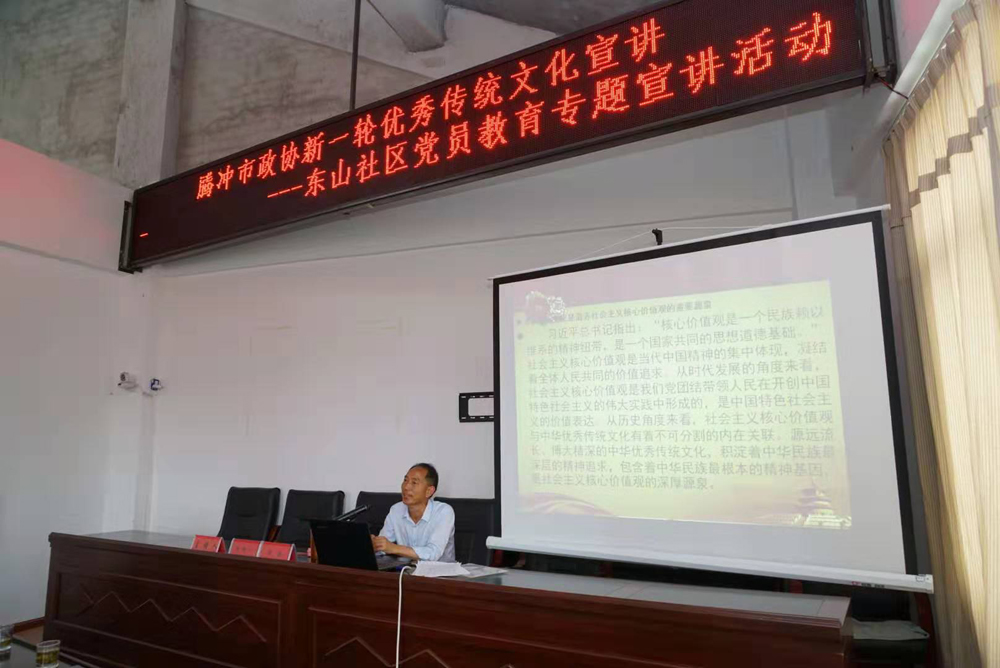 腾冲市政协新一轮优秀传统文化宣讲
---东山社区党员教育专题宣讲活动
社会主义核心价值观的重要源泉
习近平总书记指出：“核心价值观是一个民族赖以
维系的精神纽带，是一个国家共同的思想道德基础。”
社会主义核心价值观是当代中国精神的集中体现，凝结
着全体人民共同的价值追求。从时代发展的角度来看，
社会主义核心价值观是我们党团结带领人民在开创中国
特色社会主义的伟大实践中形成的，是中国特色社会主
义的价值表达。从历史角度来看，社会主义核心价值观
与中华优秀传统文化有着不可分割的内在关联。源远流
长、博大精深的中华优秀传统文化，积淀着中华民族最
深层的精神追求，包含着中华民族最根本的精神基因，
是社会主义核心价值观的深厚源泉。